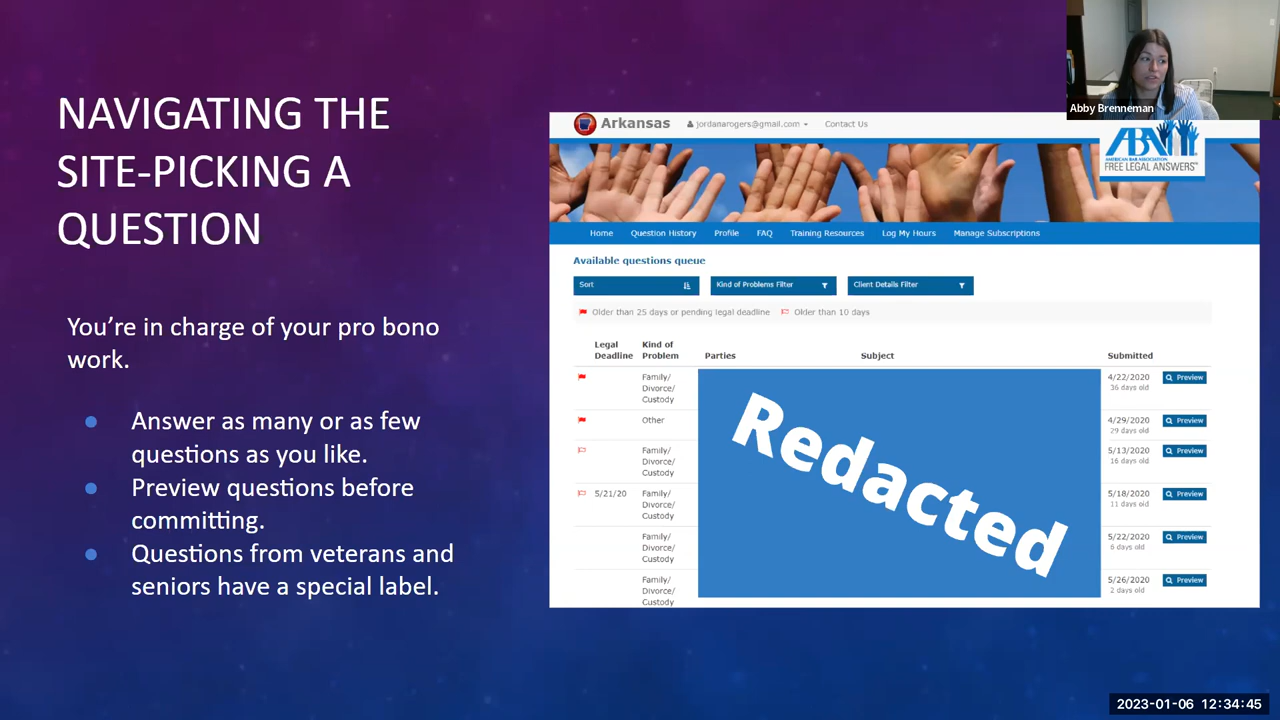 NAVIGATING THE
SITE-PICKING A
QUESTION
You're in charge of your pro bono
work.
● Answer as many or as few
questions as you like.
● Preview questions before
committing.
● Questions from veterans and
seniors have a special label.
Abby Brenneman
Arkansas jordanarogers@gmail.com Contact Us
ABA
AMERICAN BAR ASSOCIATION
FREE LEGAL ANSWERS™
Home Question History Profile FAQ Training Resources Log My Hours Manage Subscriptions
Available questions queue
Sort Kind of Problems Filter Client Details Filter
Older than 25 days or pending legal deadline Older than 10 days
Legal
Deadline Kind of
Problem Parties Subject Submitted
Family/
Divorce/
Custody 4/22/2020
36 days old Preview
Other 4/29/2020
29 days old Preview
Family/
Divorce/
Custody 5/13/2020
16 days old Preview
5/21/20 Family/
Divorce/
Custody 5/18/2020
11 days old Preview
Family/
Divorce/
Custody 5/22/2020
6 days old Preview
Family/
Divorce/
Custody 5/26/2020
2 days old Preview
Redacted
2023-01-06 12:34:45